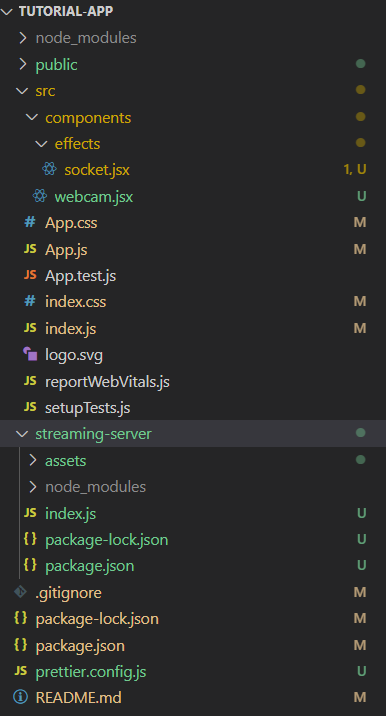 TUTORIAL-APP
node_modules
public
src
components
effects
socket.jsx 1, U
webcam.jsx U
# App.css M
JS App.js M
JS App.test.js
# index.css M
JS index.js M
logo.svg
JS reportWebVitals.js
JS setupTests.js
streaming-server
assets
node_modules
JS index.js U
{} package-lock.json U
{} package.json U
.gitignore M
{} package-lock.json M
{} package.json M
JS prettier.config.js U
README.md M